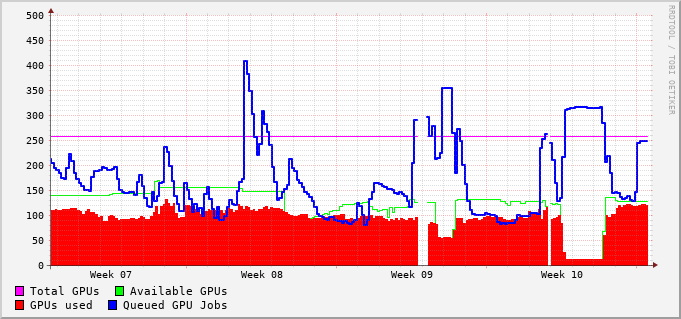 500
450
400
350
300
250
200
150
100
50
0
Week 07 Week 08 Week 09 Week 10
Total GPUs Available GPUs
GPUs used Queued GPU Jobs
RRDTOOL / TOBI OETIKER